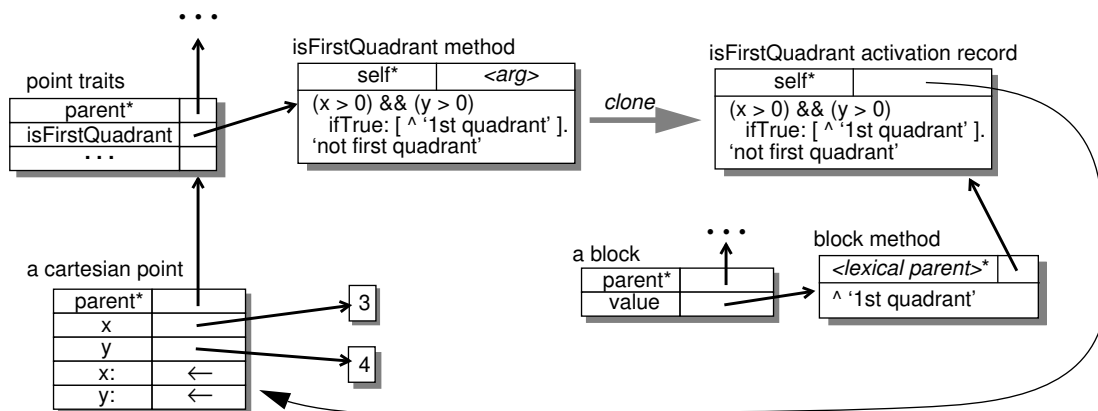 • • •
point traits
parent*
isFirstQuadrant
• • •
isFirstQuadrant method
self* <arg>
(x > 0) && (y > 0)
ifTrue: [ ^ ‘1st quadrant’ ].
‘not first quadrant’
clone
isFirstQuadrant activation record
self*
(x > 0) && (y > 0)
ifTrue: [ ^ ‘1st quadrant’ ].
‘not first quadrant’
a cartesian point
parent*
x
y
x: ←
y: ←
3
4
• • •
a block
parent*
value
block method
<lexical parent>*
^ ‘1st quadrant’